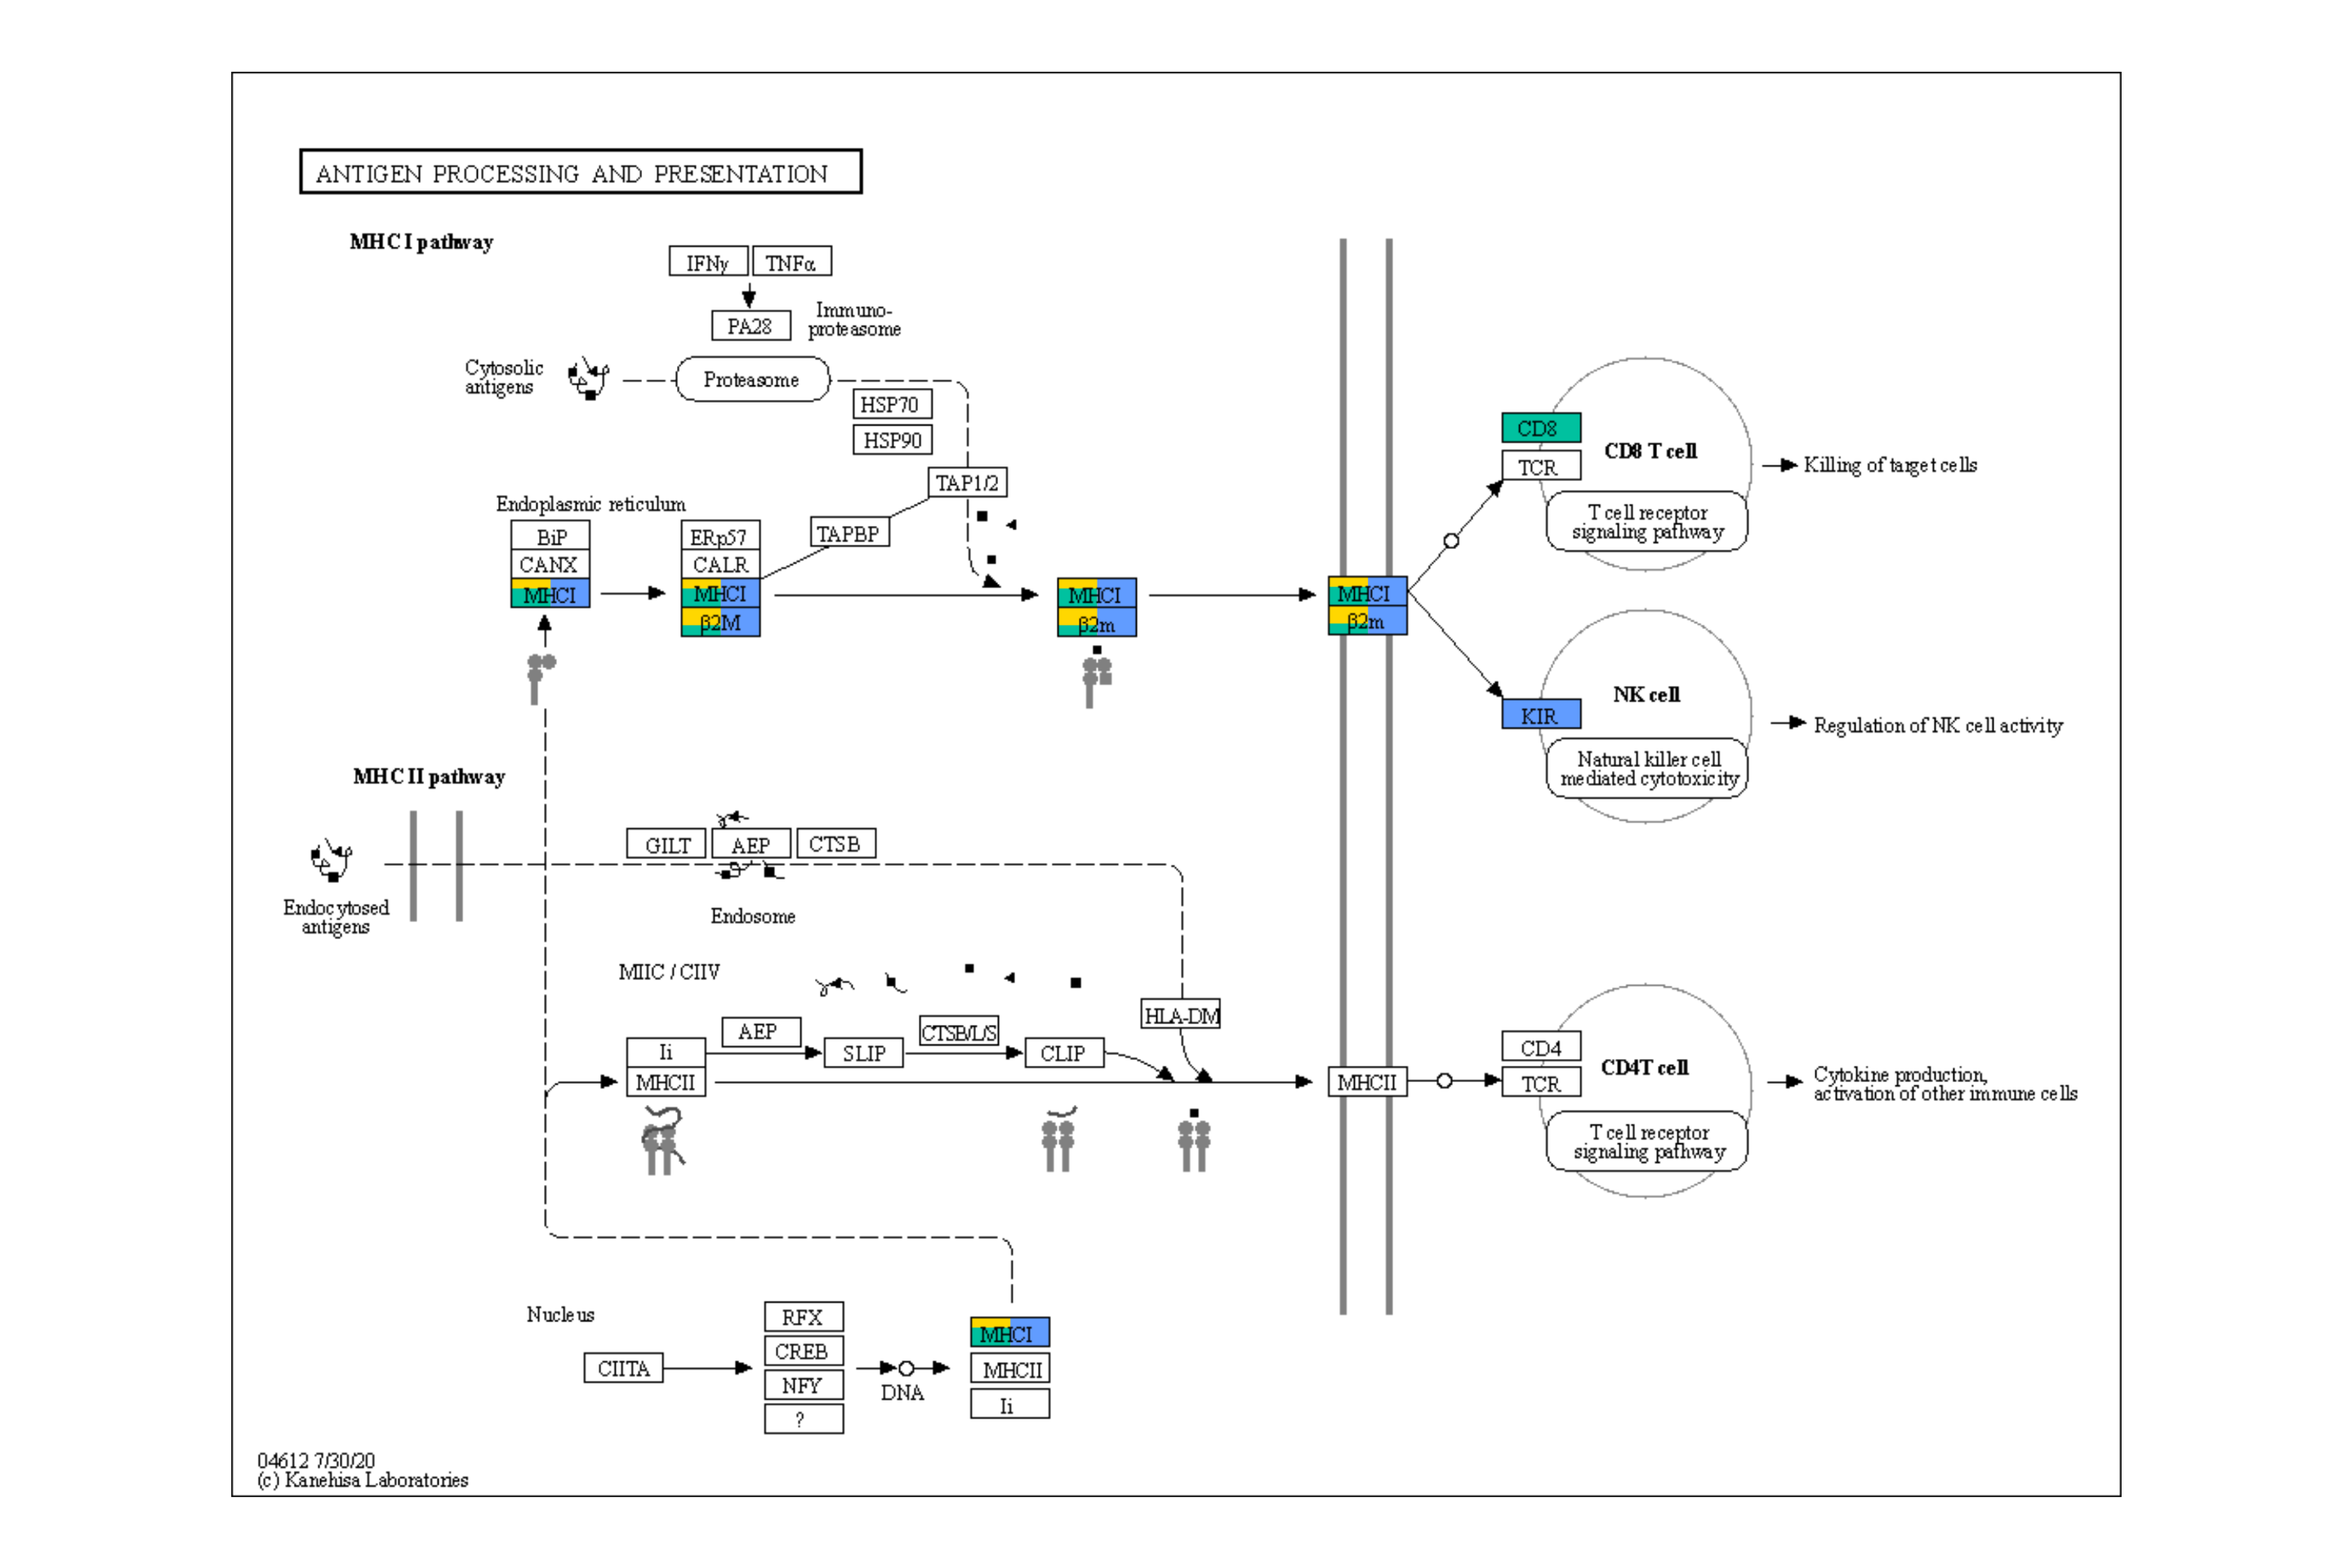 ANTIGEN PROCESSING AND PRESENTATION
MHC I pathway
IFNγ
TNFα
PA28
Immuno-
proteasome
Cytosolic
antigens
Proteasome
HSP70
HSP90
TAP1/2
TAPBP
Endoplasmic reticulum
BiP
CANX
MHCI
ERp57
CALR
MHCI
β2M
MHCI
β2m
MHCI
β2m
CD8
TCR
CD8 T cell
T cell receptor
signaling pathway
Killing of target cells
KIR
NK cell
Natural killer cell
mediated cytotoxicity
Regulation of NK cell activity
MHC II pathway
Endocytosed
antigens
GILT
AEP
CTSB
Endosome
MIIC / CIIV
Ii
MHCII
AEP
SLIP
CTSB/L/S
CLIP
HLA-DM
MHCII
CD4
TCR
CD4T cell
T cell receptor
signaling pathway
Cytokine production,
activation of other immune cells
Nucleus
CIITA
RFX
CREB
NFY
?
DNA
MHCI
MHCII
Ii
04612 7/30/20
(c) Kanehisa Laboratories